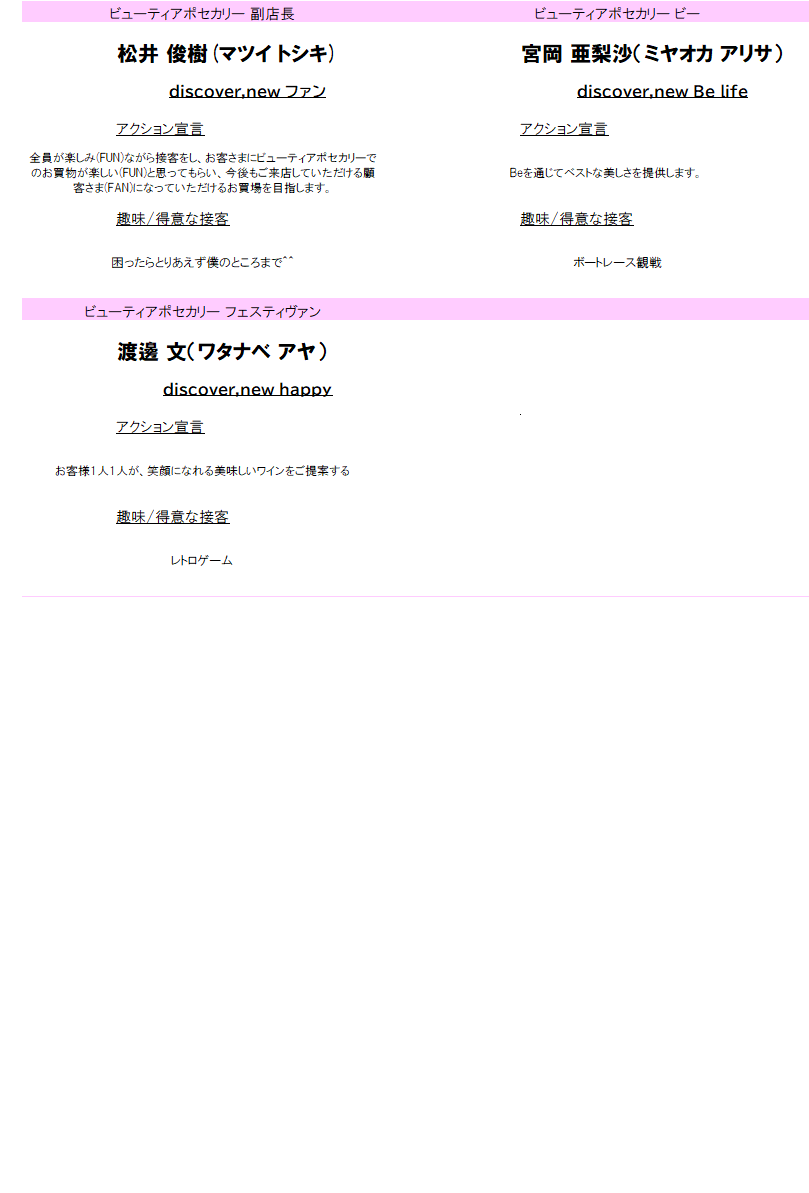 ビューティアポセカリー 副店長
松井 俊樹(マツイ トシキ)
discover,new ファン
アクション宣言
全員が楽しみ(FUN)ながら接客をし、お客さまにビューティアポセカリーで
のお買物が楽しい(FUN)と思ってもらい、今後もご来店していただける顧
客さま(FAN)になっていただけるお買場を目指します。
趣味/得意な接客
困ったらとりあえず僕のところまで^^
ビューティアポセカリー ビー
宮岡 亜梨沙(ミヤオカ アリサ)
discover,new Be life
アクション宣言
Beを通じてベストな美しさを提供します。
趣味/得意な接客
ボートレース観戦
ビューティアポセカリー フェスティヴァン
渡邊 文(ワタナベ アヤ)
discover,new happy
アクション宣言
お客様1人1人が、笑顔になれる美味しいワインをご提案する
趣味/得意な接客
レトロゲーム